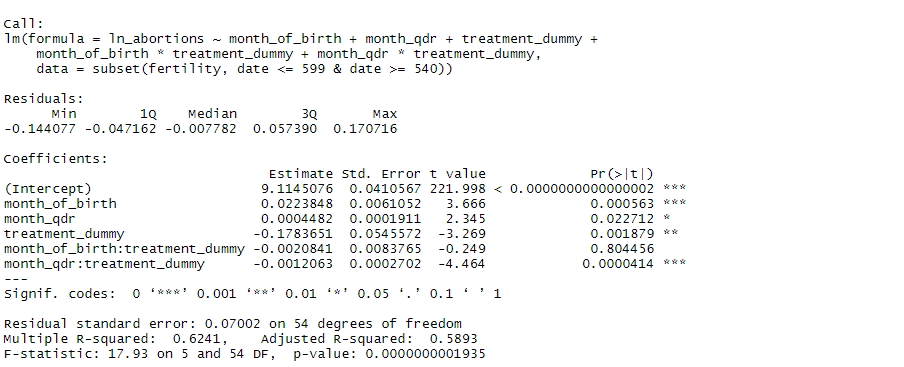 Call:
lm(formula = ln_abortions ~ month_of_birth + month_qdr + treatment_dummy +
    month_of_birth * treatment_dummy + month_qdr * treatment_dummy,
    data = subset(fertility, date <= 599 & date >= 540))
Residuals:
      Min        1Q    Median        3Q       Max
-0.144077 -0.047162 -0.007782  0.057390  0.170716
Coefficients:
                                 Estimate Std. Error t value             Pr(>|t|)
(Intercept)                     9.1145076  0.0410567 221.998 < 0.0000000000000002 ***
month_of_birth                  0.0223848  0.0061052   3.666             0.000563 ***
month_qdr                       0.0004482  0.0001911   2.345             0.022712 *
treatment_dummy                -0.1783651  0.0545572  -3.269             0.001879 **
month_of_birth:treatment_dummy -0.0020841  0.0083765  -0.249             0.804456
month_qdr:treatment_dummy      -0.0012063  0.0002702  -4.464            0.0000414 ***
---
Signif. codes:  0 ‘***’ 0.001 ‘**’ 0.01 ‘*’ 0.05 ‘.’ 0.1 ‘ ’ 1
Residual standard error: 0.07002 on 54 degrees of freedom
Multiple R-squared:  0.6241,    Adjusted R-squared:  0.5893
F-statistic: 17.93 on 5 and 54 DF,  p-value: 0.0000000001935